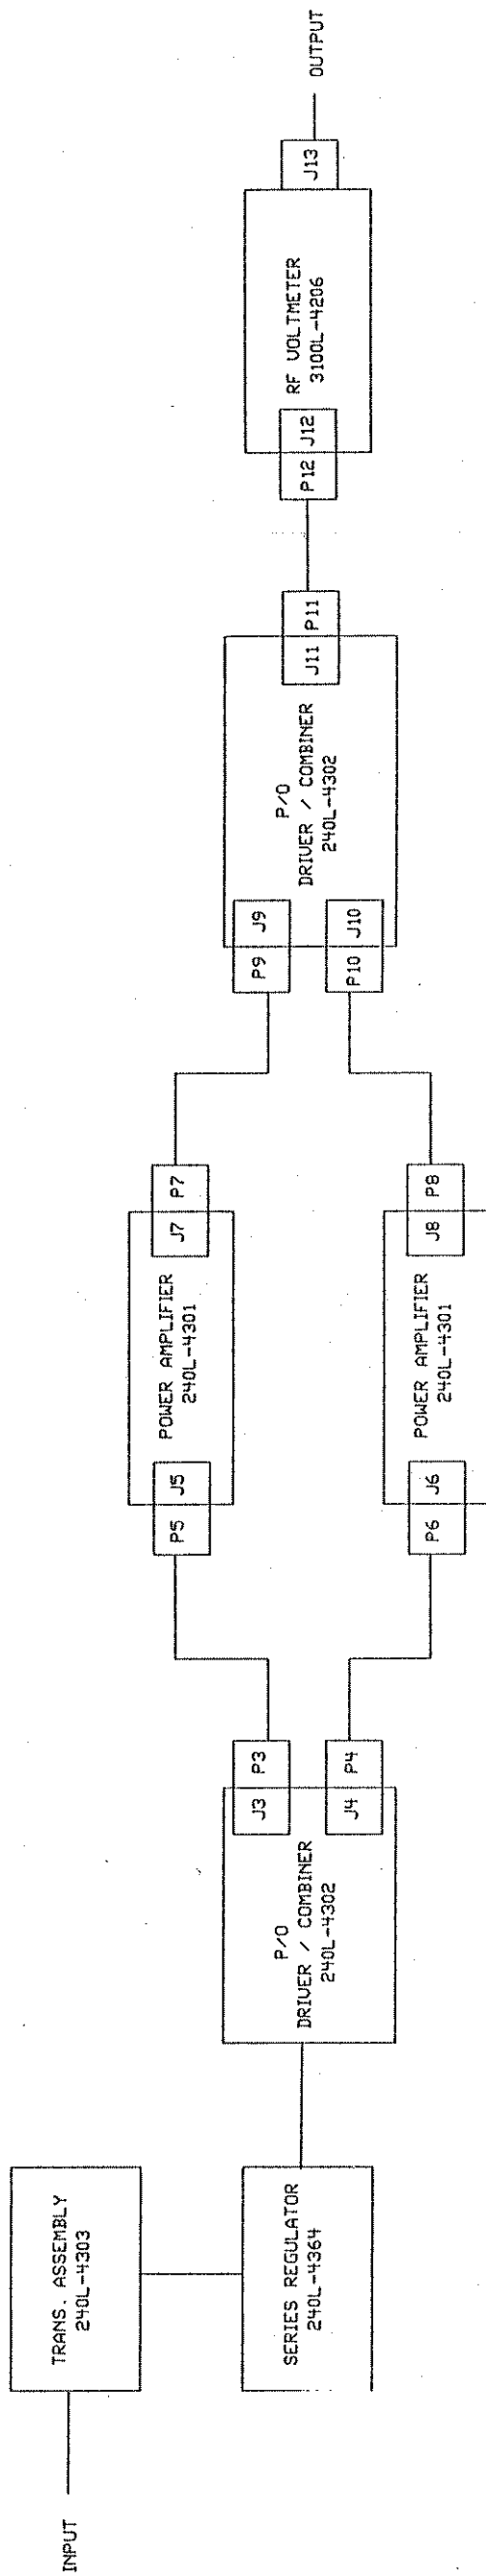 INPUT
TRANS. ASSEMBLY
240L-4303
SERIES REGULATOR
240L-4364
P/O
DRIVER / COMBINER
240L-4302
J3 P3
J4 P4
P5 J5
POWER AMPLIFIER
240L-4301
J7 P7
P6 J6
POWER AMPLIFIER
240L-4301
J8 P8
P9 J9
P10 J10
P/O
DRIVER / COMBINER
240L-4302
J11 P11
P12 J12
RF VOLTMETER
3100L-4206
J13
OUTPUT